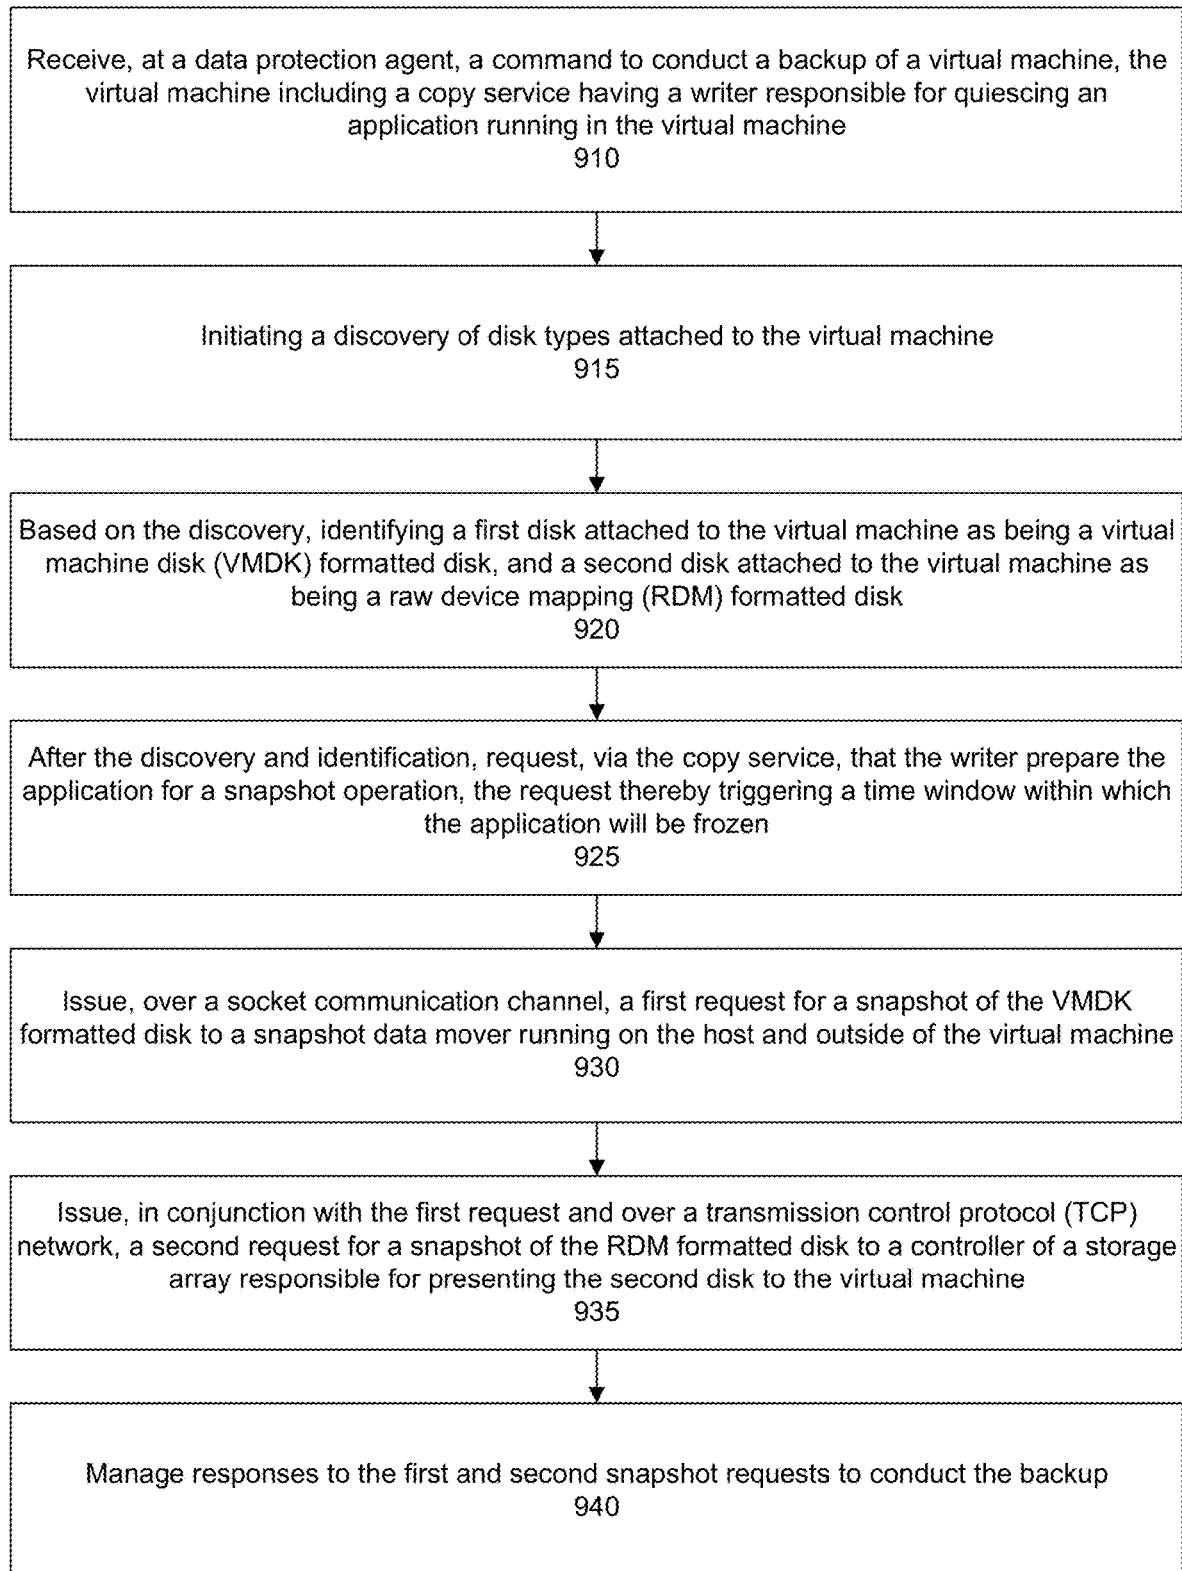 Receive, at a data protection agent, a command to conduct a backup of a virtual machine, the
virtual machine including a copy service having a writer responsible for quiescing an
application running in the virtual machine
910
Initiating a discovery of disk types attached to the virtual machine
915
Based on the discovery, identifying a first disk attached to the virtual machine as being a virtual
machine disk (VMDK) formatted disk, and a second disk attached to the virtual machine as
being a raw device mapping (RDM) formatted disk
920
After the discovery and identification, request, via the copy service, that the writer prepare the
application for a snapshot operation, the request thereby triggering a time window within which
the application will be frozen
925
Issue, over a socket communication channel, a first request for a snapshot of the VMDK
formatted disk to a snapshot data mover running on the host and outside of the virtual machine
930
Issue, in conjunction with the first request and over a transmission control protocol (TCP)
network, a second request for a snapshot of the RDM formatted disk to a controller of a storage
array responsible for presenting the second disk to the virtual machine
935
Manage responses to the first and second snapshot requests to conduct the backup
940